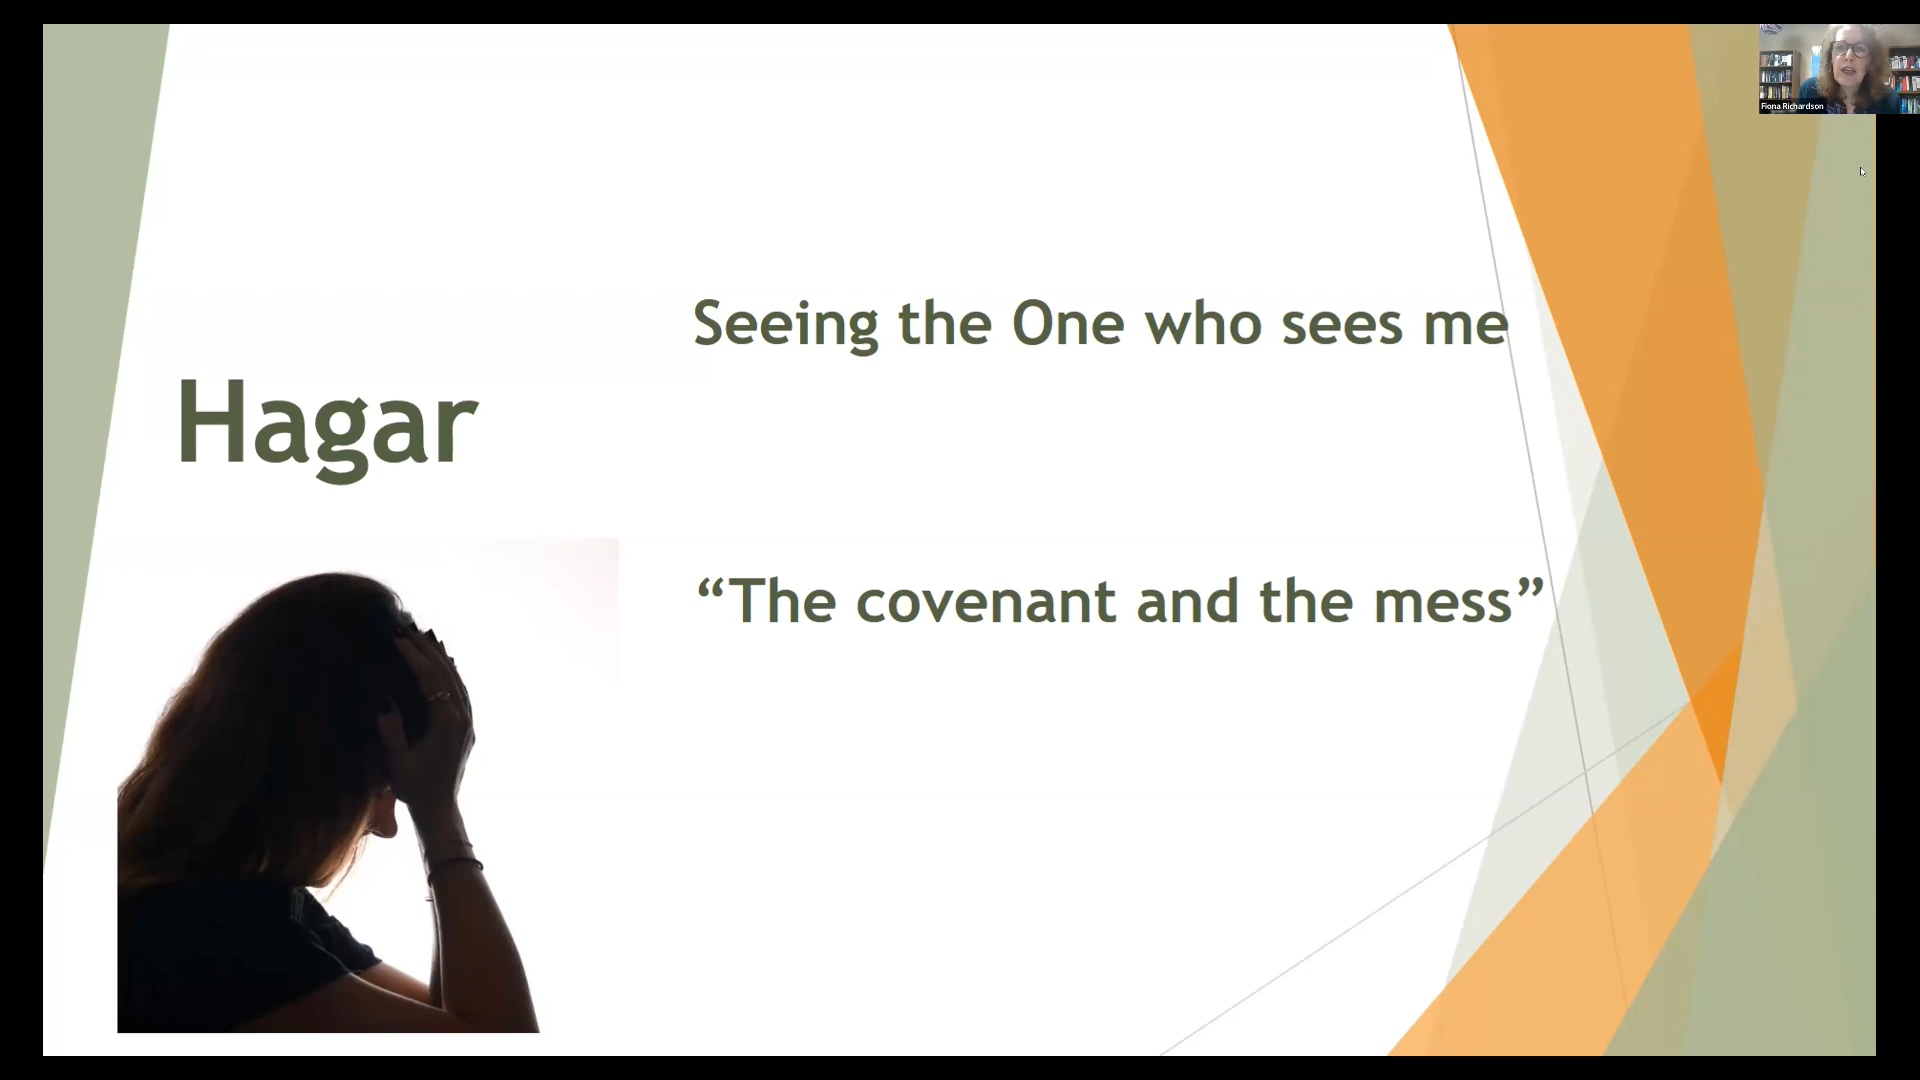 Fiona Richardson
Seeing the One who sees me
Hagar
“The covenant and the mess”